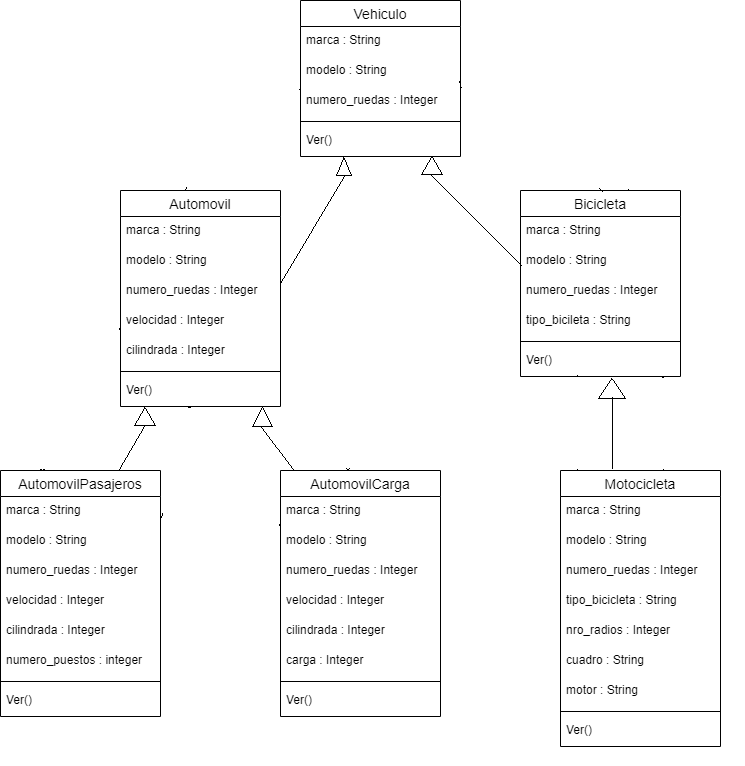 Vehiculo
marca : String
modelo : String
numero_ruedas : Integer
Ver()
Automovil
marca : String
modelo : String
numero_ruedas : Integer
velocidad : Integer
cilindrada : Integer
Ver()
Bicicleta
marca : String
modelo : String
numero_ruedas : Integer
tipo_bicileta : String
Ver()
AutomovilPasajeros
marca : String
modelo : String
numero_ruedas : Integer
velocidad : Integer
cilindrada : Integer
numero_puestos : integer
Ver()
AutomovilCarga
marca : String
modelo : String
numero_ruedas : Integer
velocidad : Integer
cilindrada : Integer
carga : Integer
Ver()
Motocicleta
marca : String
modelo : String
numero_ruedas : Integer
tipo_bicicleta : String
nro_radios : Integer
cuadro : String
motor : String
Ver()